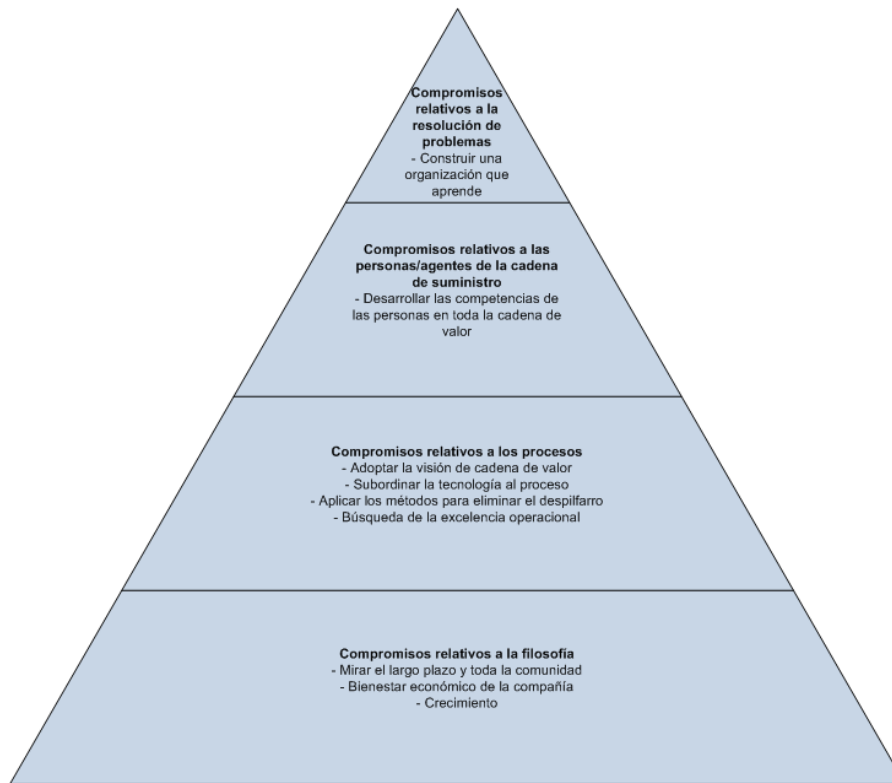 Compromisos
relativos a la
resolución de
problemas
- Construir una
organización que
aprende
Compromisos relativos a las
personas/agentes de la cadena
de suministro
- Desarrollar las competencias de
las personas en toda la cadena de
valor
Compromisos relativos a los procesos
- Adoptar la visión de cadena de valor
- Subordinar la tecnología al proceso
- Aplicar los métodos para eliminar el despilfarro
- Búsqueda de la excelencia operacional
Compromisos relativos a la filosofía
- Mirar el largo plazo y toda la comunidad
- Bienestar económico de la compañía
- Crecimiento